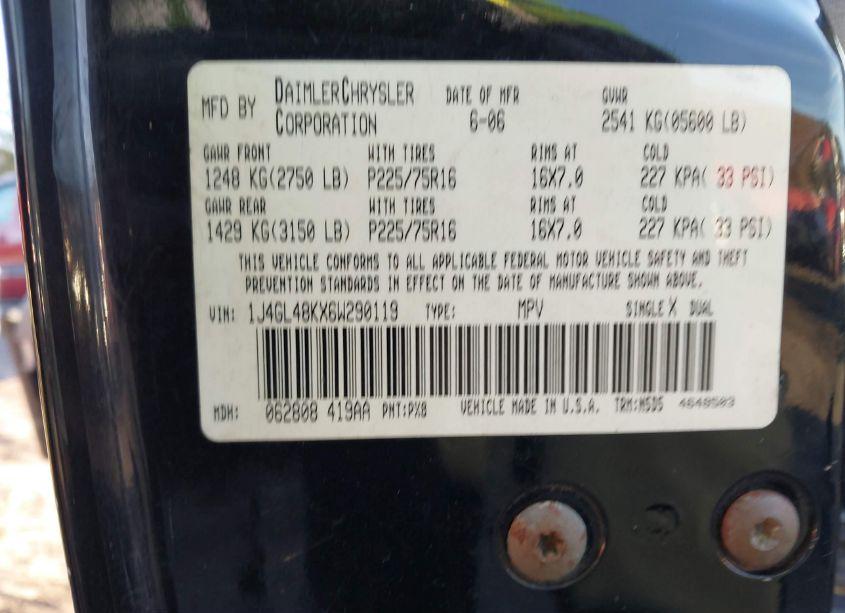 MFD BY DAIMLERCHRYSLER CORPORATION DATE OF MFR 6-06 GVWR 2541 KG(05600 LB)
GAWR FRONT WITH TIRES RIMS AT COLD
1248 KG(2750 LB) P225/75R16 16X7.0 227 KPA( 33 PSI)
GAWR REAR WITH TIRES RIMS AT COLD
1429 KG(3150 LB) P225/75R16 16X7.0 227 KPA( 33 PSI)
THIS VEHICLE CONFORMS TO ALL APPLICABLE FEDERAL MOTOR VEHICLE SAFETY AND THEFT
PREVENTION STANDARDS IN EFFECT ON THE DATE OF MANUFACTURE SHOWN ABOVE.
VIN: 1J4GL48KX6W290119 TYPE: MPV SINGLE X DUAL
MDH: 062808 419AA PNT:PX8 VEHICLE MADE IN U.S.A. TRM:M5D5 4648503